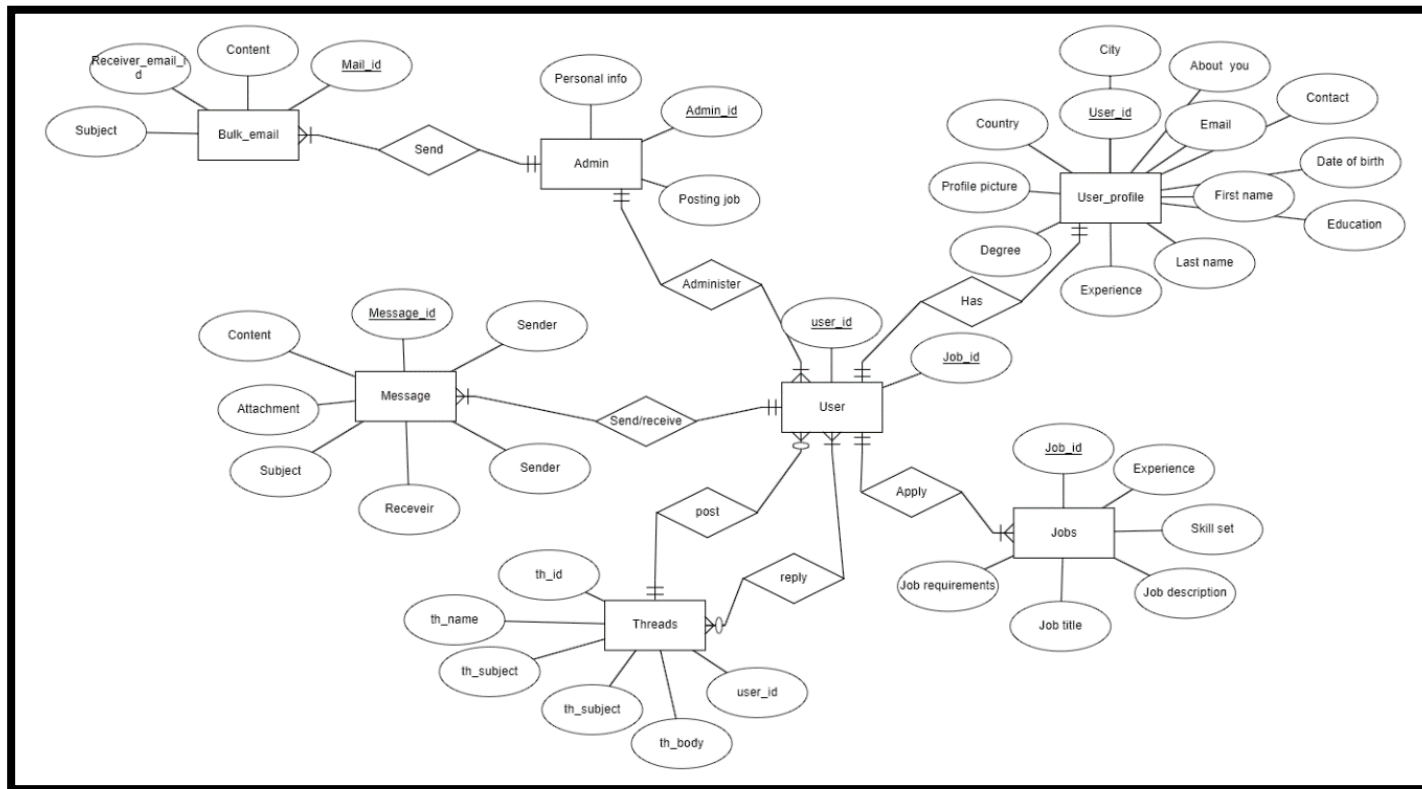 Content
Receiver_email_i
d
Mail_id
Subject
Bulk_email
Send
Personal info
Admin_id
Admin
Posting job
City
About you
User_id
Email
Contact
Country
Date of birth
Profile picture
User_profile
First name
Education
Degree
Last name
Experience
Administer
Has
user_id
Job_id
Message_id
Sender
Content
Message
Attachment
Subject
Sender
Receveir
Send/receive
User
post
Apply
reply
Job_id
Experience
Skill set
Jobs
Job requirements
Job description
Job title
th_id
th_name
Threads
th_subject
th_subject
user_id
th_body